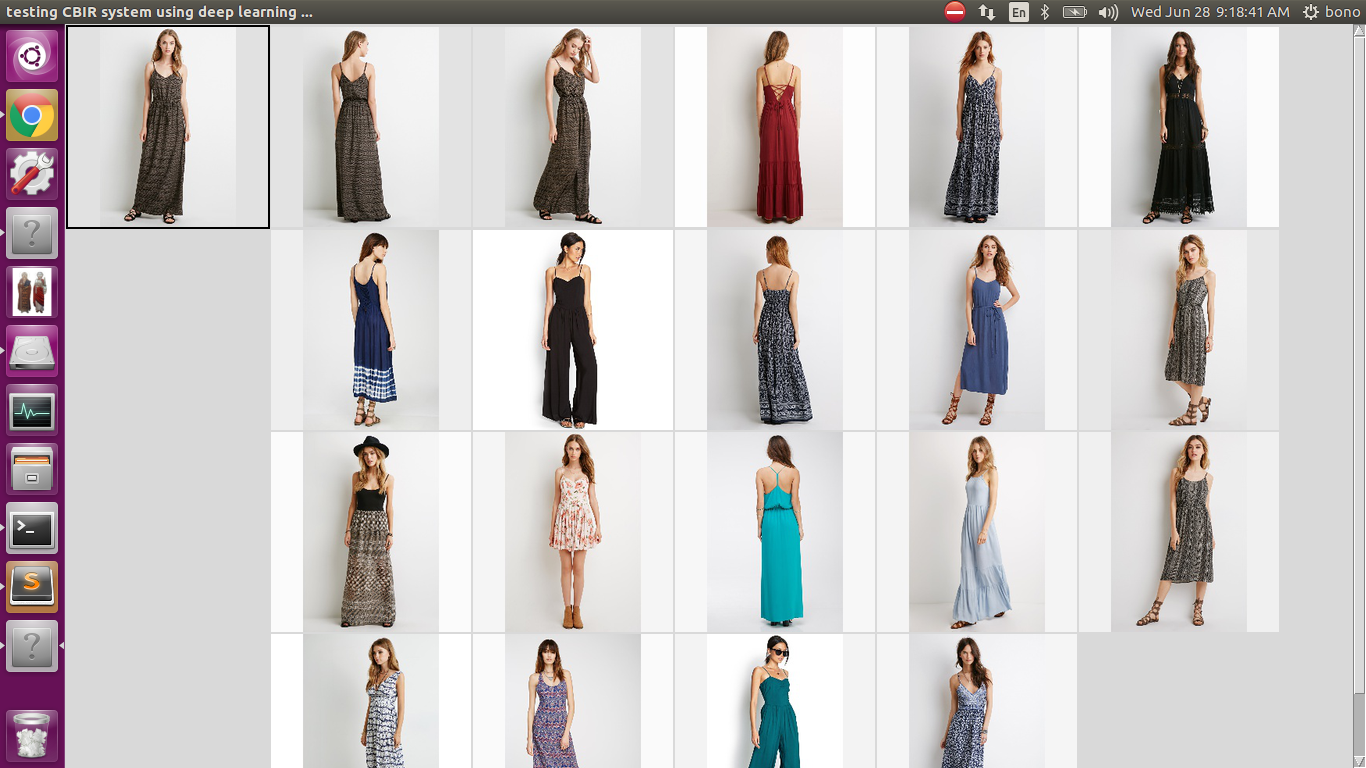 testing CBIR system using deep learning ...
En
Wed Jun 28 9:18:41 AM
bono
>_
S
?
?